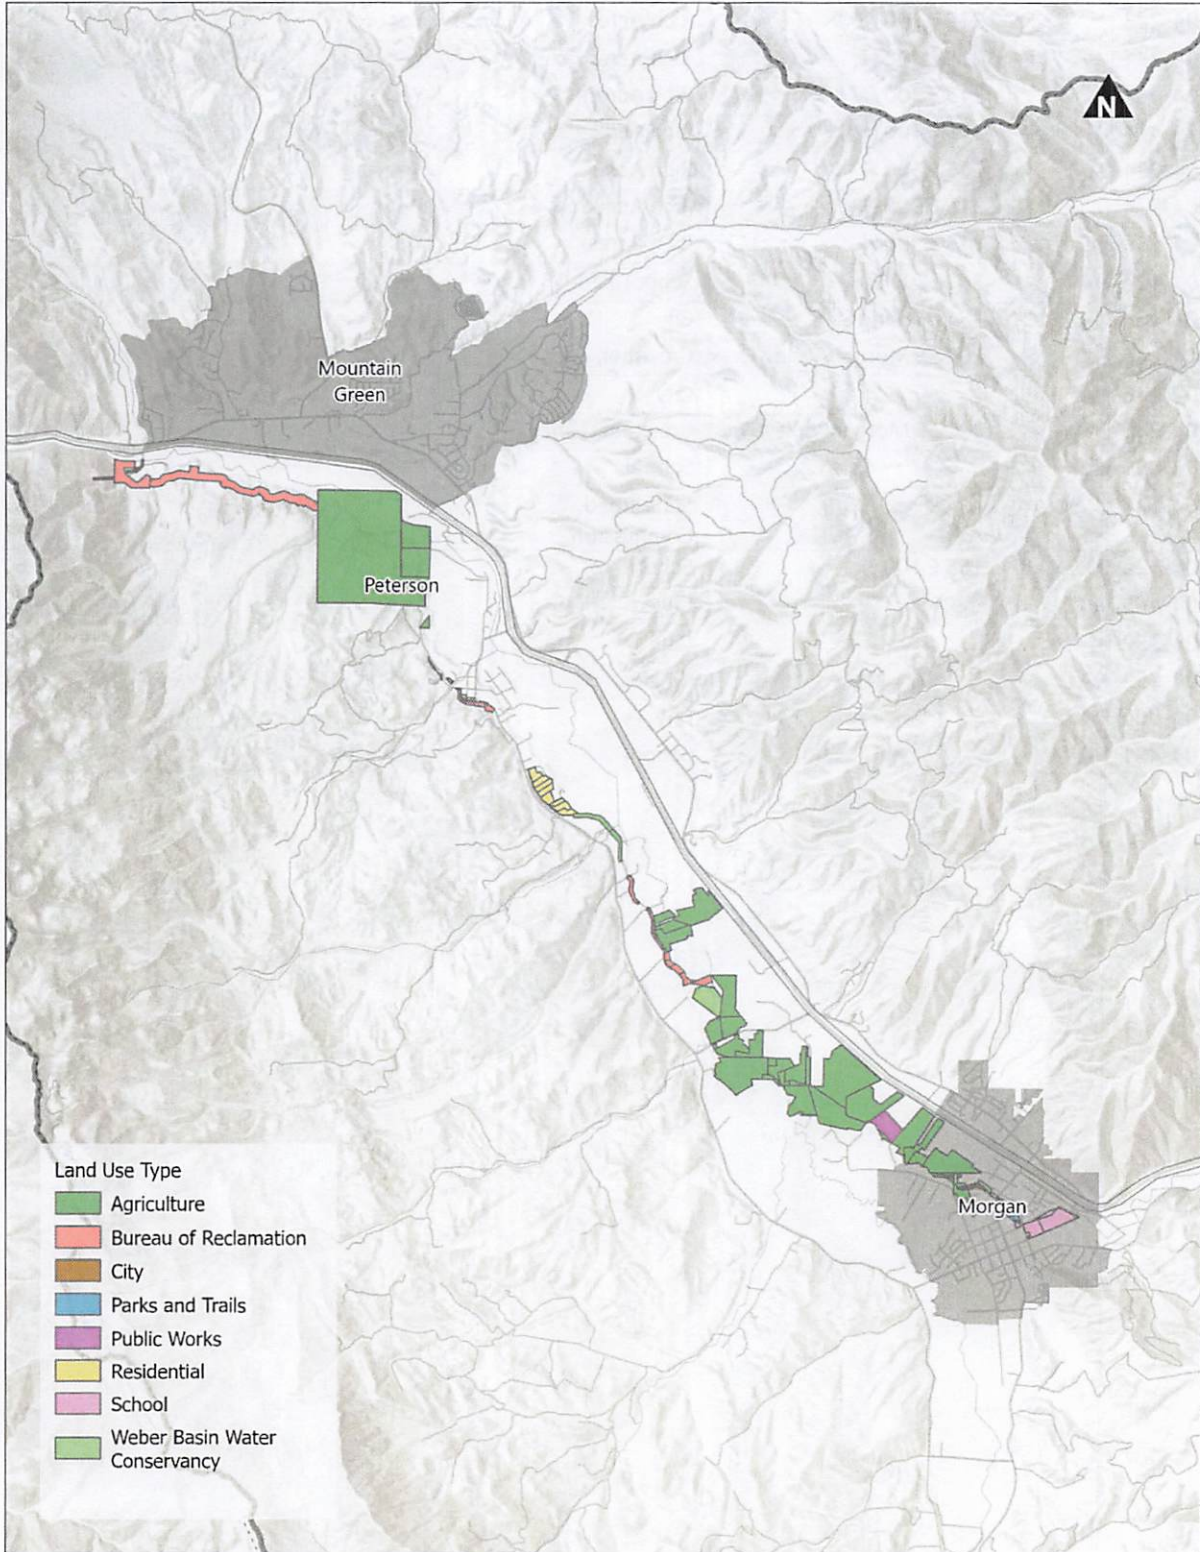 N
Mountain
Green
Peterson
Morgan
Land Use Type
Agriculture
Bureau of Reclamation
City
Parks and Trails
Public Works
Residential
School
Weber Basin Water
Conservancy